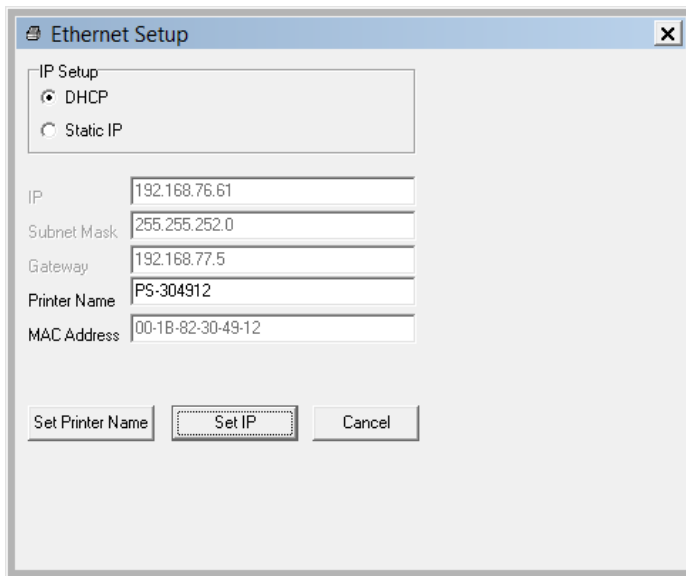 Ethernet Setup
IP Setup
DHCP
Static IP
IP 192.168.76.61
Subnet Mask 255.255.252.0
Gateway 192.168.77.5
Printer Name PS-304912
MAC Address 00-1B-82-30-49-12
Set Printer Name Set IP Cancel